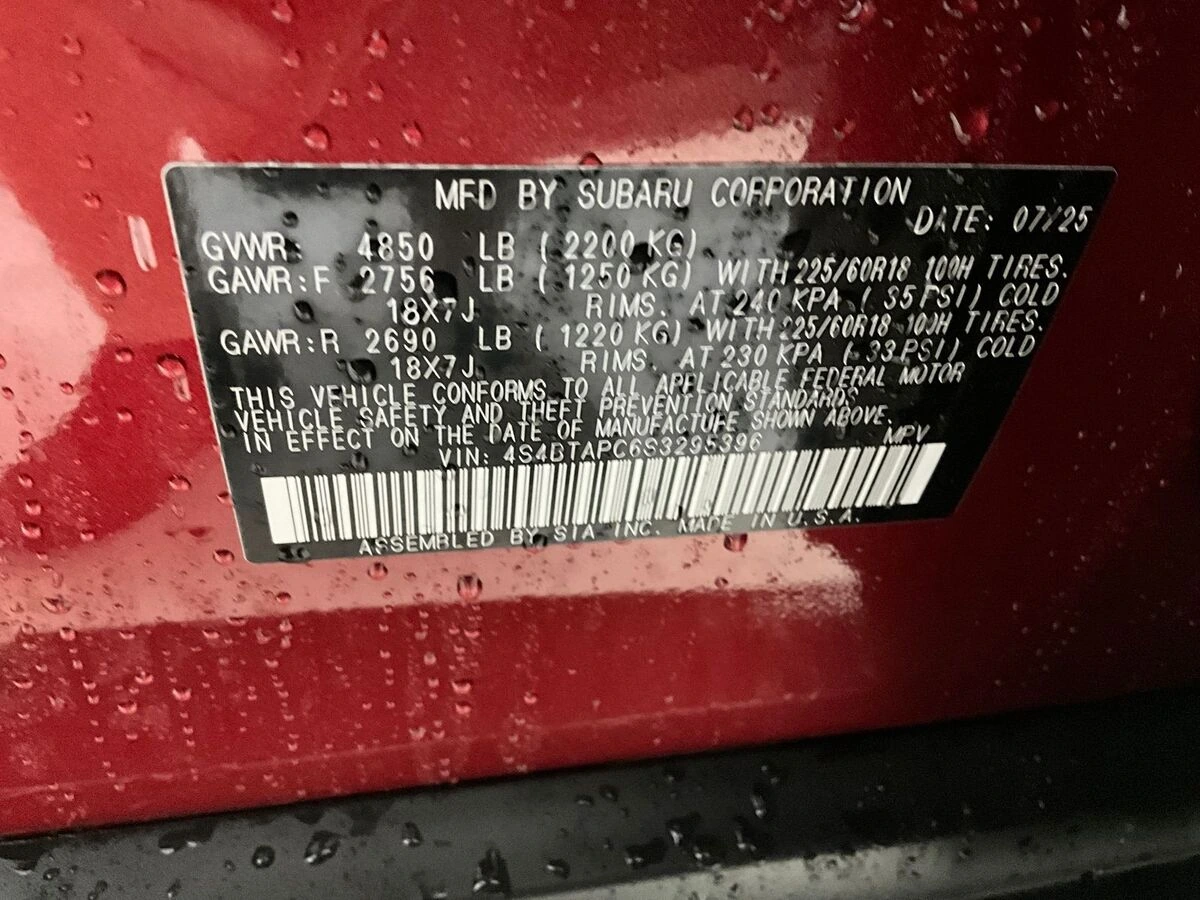 MFD BY SUBARU CORPORATION
DATE: 07/25
GVWR: 4850 LB ( 2200 KG)
GAWR:F 2756 LB ( 1250 KG) WITH 225/60R18 100H TIRES.
18X7J RIMS. AT 240 KPA ( 35 PSI) COLD
GAWR:R 2690 LB ( 1220 KG) WITH 225/60R18 100H TIRES.
18X7J RIMS. AT 230 KPA ( 33 PSI) COLD
THIS VEHICLE CONFORMS TO ALL APPLICABLE FEDERAL MOTOR
VEHICLE SAFETY AND THEFT PREVENTION STANDARDS
IN EFFECT ON THE DATE OF MANUFACTURE SHOWN ABOVE.
VIN: 4S4BTAPC6S3295396 MPV
ASSEMBLED BY SIA INC. MADE IN U.S.A.